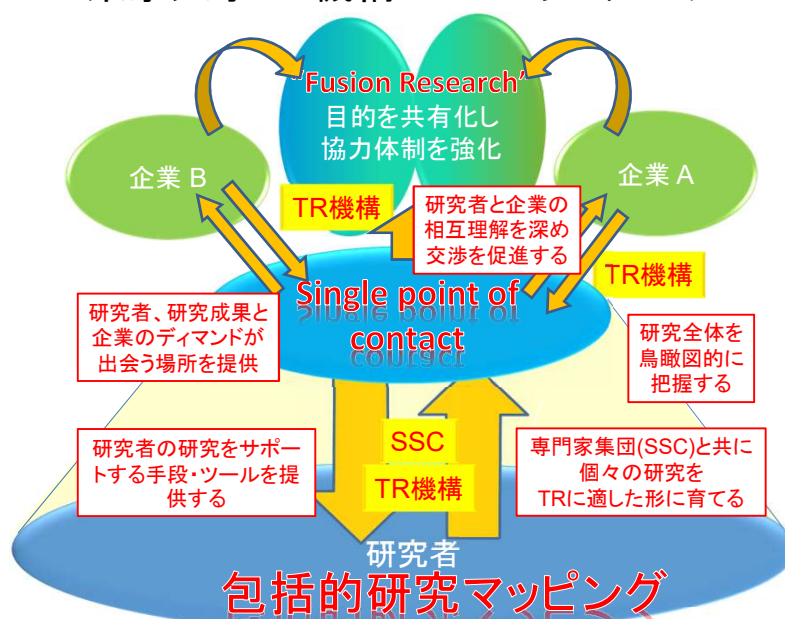 "Fusion Research"
目的を共有化し
協力体制を強化
企業 B
企業 A
TR機構
研究者と企業の
相互理解を深め
交渉を促進する
TR機構
Single point of
contact
研究者、研究成果と
企業のディマンドが
出会う場所を提供
研究全体を
鳥瞰図的に
把握する
研究者の研究をサポー
トする手段・ツールを提
供する
SSC
TR機構
専門家集団(SSC)と共に
個々の研究を
TRに適した形に育てる
研究者
包括的研究マッピング